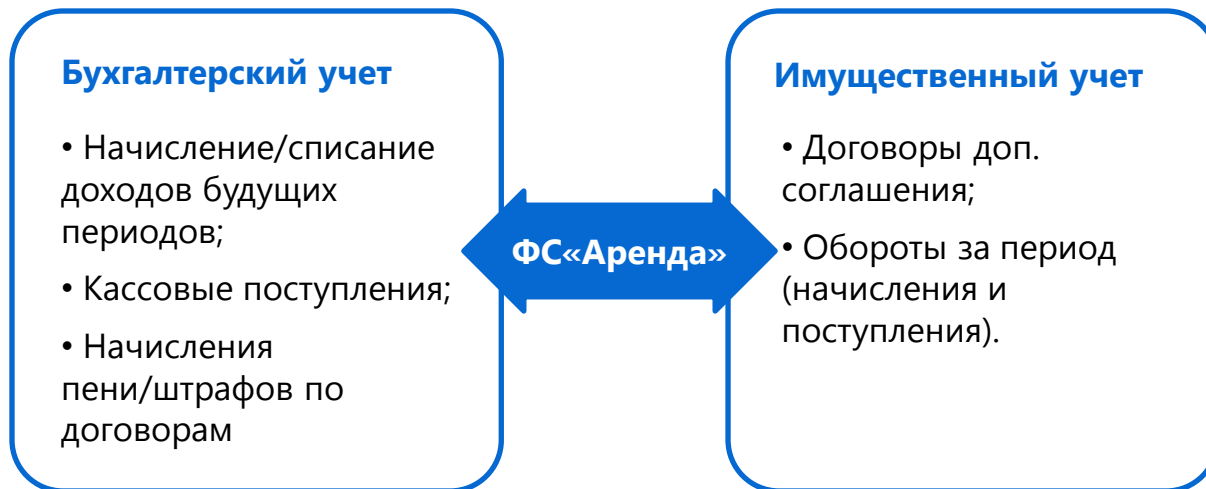 Бухгалтерский учет
• Начисление/списание
доходов будущих
периодов;
• Кассовые поступления;
• Начисления
пени/штрафов по
договорам
ФС«Аренда»
Имущественный учет
• Договоры доп.
соглашения;
• Обороты за период
(начисления и
поступления).